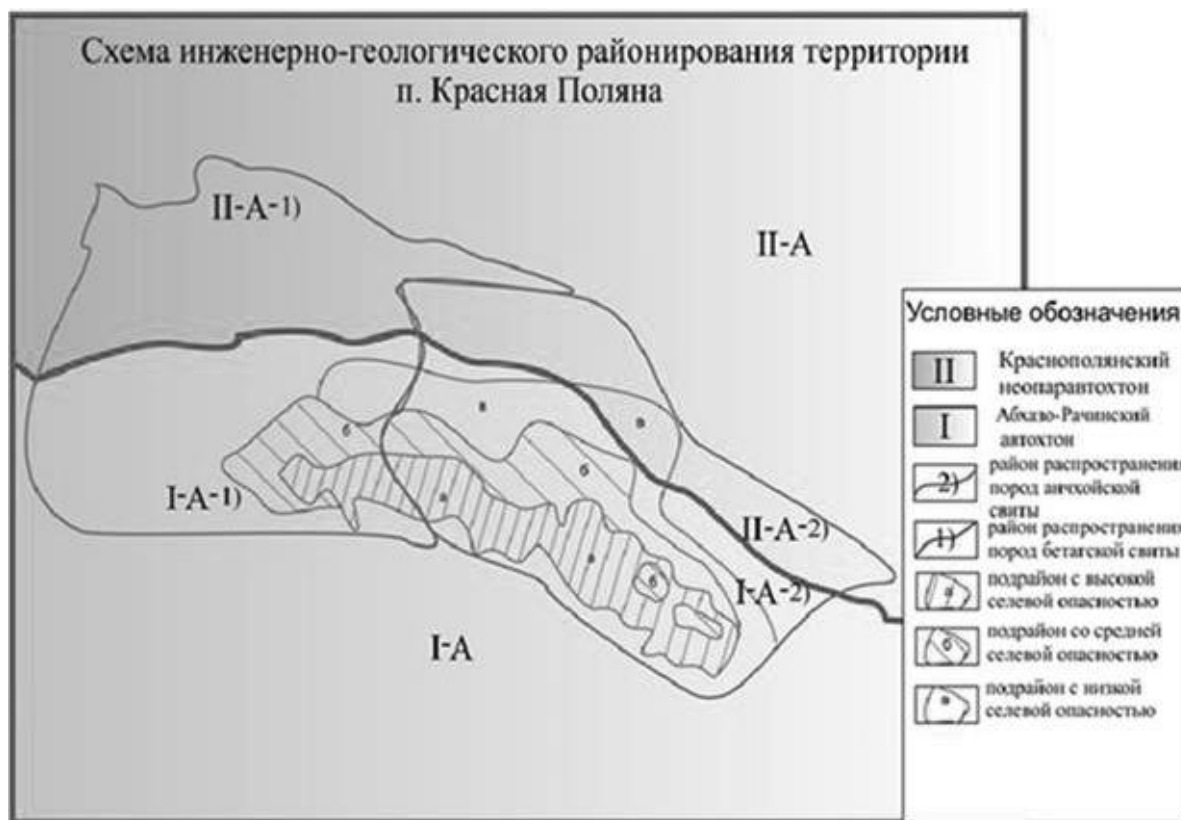 Схема инженерно-геологического районирования территории
п. Красная Поляна
II-А-1)
II-А
в
в
б
б
I-А-1)
а
а
б
II-А-2)
I-А-2)
I-А
Условные обозначения
II Краснополянский
неопаравтохтон
I Абхазо-Рачинский
автохтон
2) район распространения
пород анчхойской
свиты
1) район распространения
пород бетагской свиты
а подрайон с высокой
селевой опасностью
б подрайон со средней
селевой опасностью
в подрайон с низкой
селевой опасностью